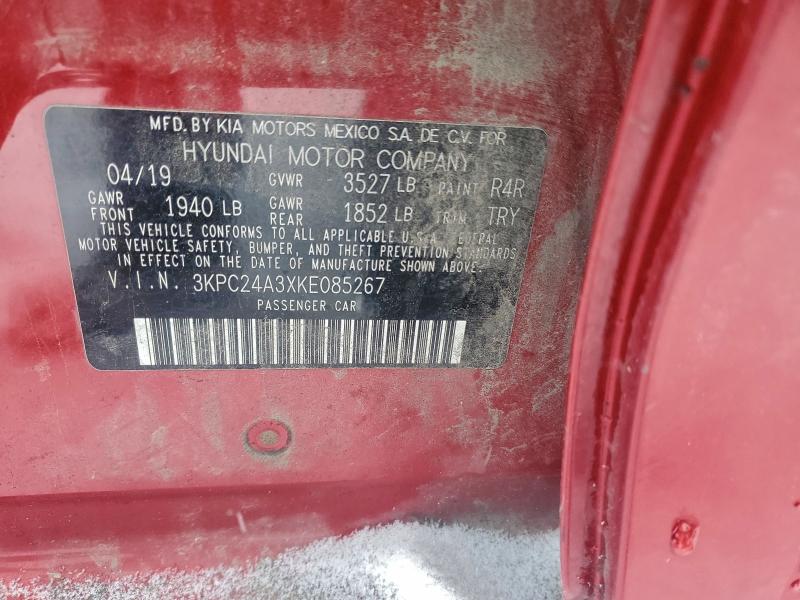 MFD. BY KIA MOTORS MEXICO S.A. DE C.V. FOR
HYUNDAI MOTOR COMPANY
04/19 GVWR 3527 LB PAINT R4R
GAWR FRONT 1940 LB GAWR REAR 1852 LB TRIM TRY
THIS VEHICLE CONFORMS TO ALL APPLICABLE U.S.A. FEDERAL
MOTOR VEHICLE SAFETY, BUMPER, AND THEFT PREVENTION STANDARDS
IN EFFECT ON THE DATE OF MANUFACTURE SHOWN ABOVE.
V.I.N. 3KPC24A3XKE085267
PASSENGER CAR